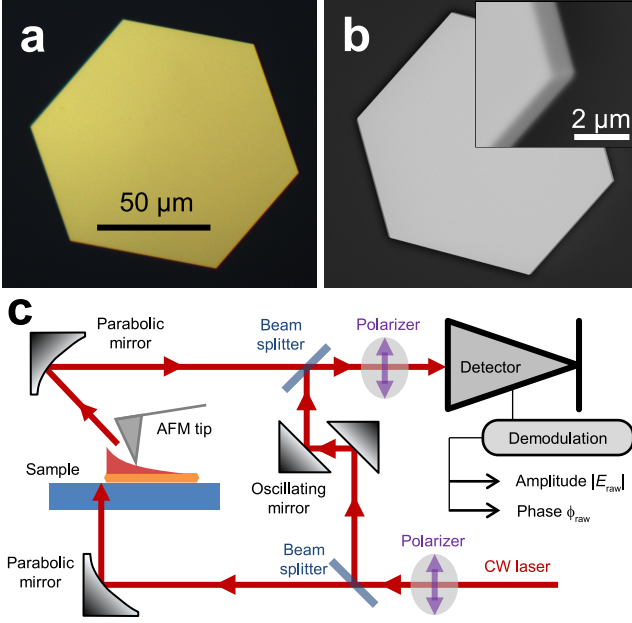 a
50 µm
b
2 µm
c
Parabolic
mirror
Beam
splitter
Polarizer
Detector
AFM tip
Demodulation
Sample
Oscillating
mirror
Amplitude |E_raw|
Phase ϕ_raw
Parabolic
mirror
Beam
splitter
Polarizer
CW laser